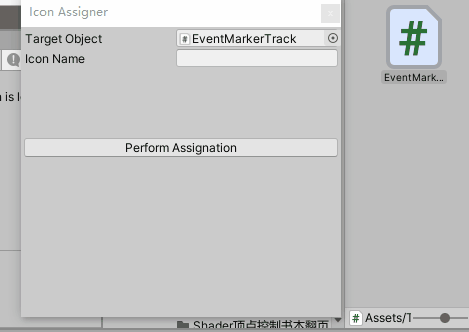 Icon Assigner
x
Target Object
# EventMarkerTrack
Icon Name
Perform Assignation
#
EventMark...
# Assets/T
Shader顶点控制书本翻页